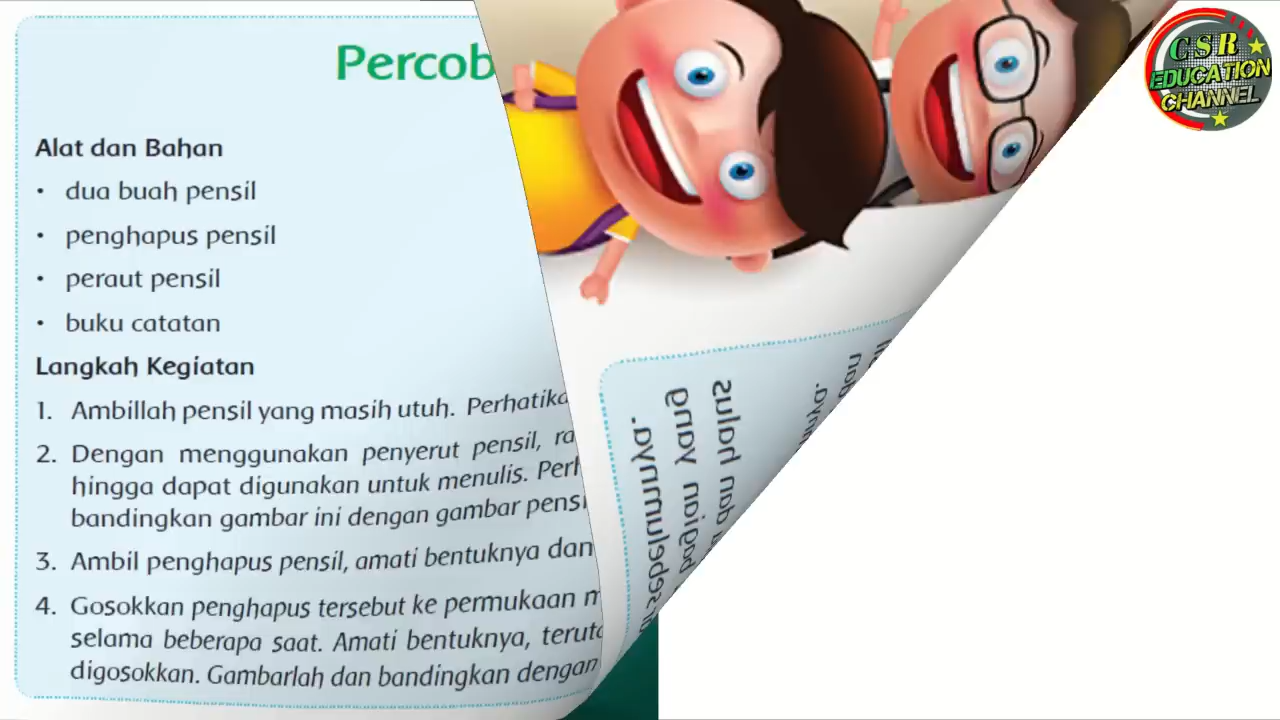 Percob
Alat dan Bahan
• dua buah pensil
• penghapus pensil
• peraut pensil
• buku catatan
Langkah Kegiatan
1. Ambillah pensil yang masih utuh. Perhatika
2. Dengan menggunakan penyerut pensil, ra
hingga dapat digunakan untuk menulis. Perh
bandingkan gambar ini dengan gambar pensi
3. Ambil penghapus pensil, amati bentuknya dan
4. Gosokkan penghapus tersebut ke permukaan m
selama beberapa saat. Amati bentuknya, teruta
digosokkan. Gambarlah dan bandingkan dengan
CSR
EDUCATION
CHANNEL